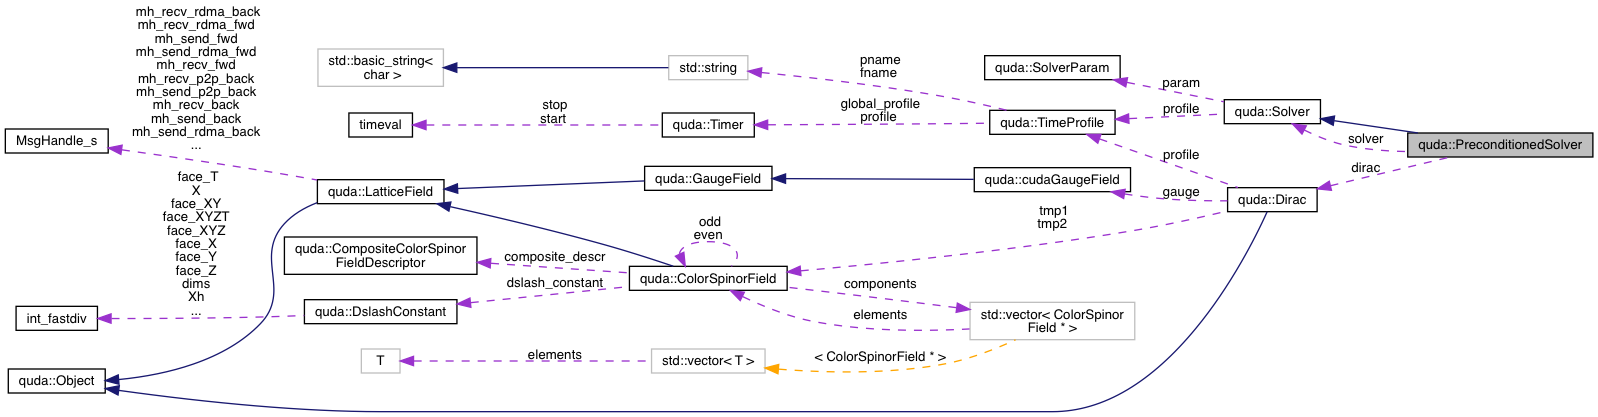 mh_recv_rdma_back
mh_recv_rdma_fwd
mh_send_fwd
mh_send_rdma_fwd
mh_recv_fwd
mh_recv_p2p_back
mh_send_p2p_back
mh_recv_back
mh_send_back
mh_send_rdma_back
...
MsgHandle_s
face_T
X
face_XY
face_XYZT
face_XYZ
face_X
face_Y
face_Z
dims
Xh
...
int_fastdiv
quda::Object
std::basic_string<
char >
timeval
quda::LatticeField
quda::CompositeColorSpinor
FieldDescriptor
quda::DslashConstant
T
stop
start
composite_descr
dslash_constant
elements
std::string
quda::Timer
quda::GaugeField
odd
even
quda::ColorSpinorField
std::vector< T >
pname
fname
global_profile
profile
components
elements
< ColorSpinorField * >
quda::SolverParam
quda::TimeProfile
quda::cudaGaugeField
tmp1
tmp2
std::vector< ColorSpinor
Field * >
param
profile
profile
gauge
quda::Solver
quda::Dirac
solver
dirac
quda::PreconditionedSolver